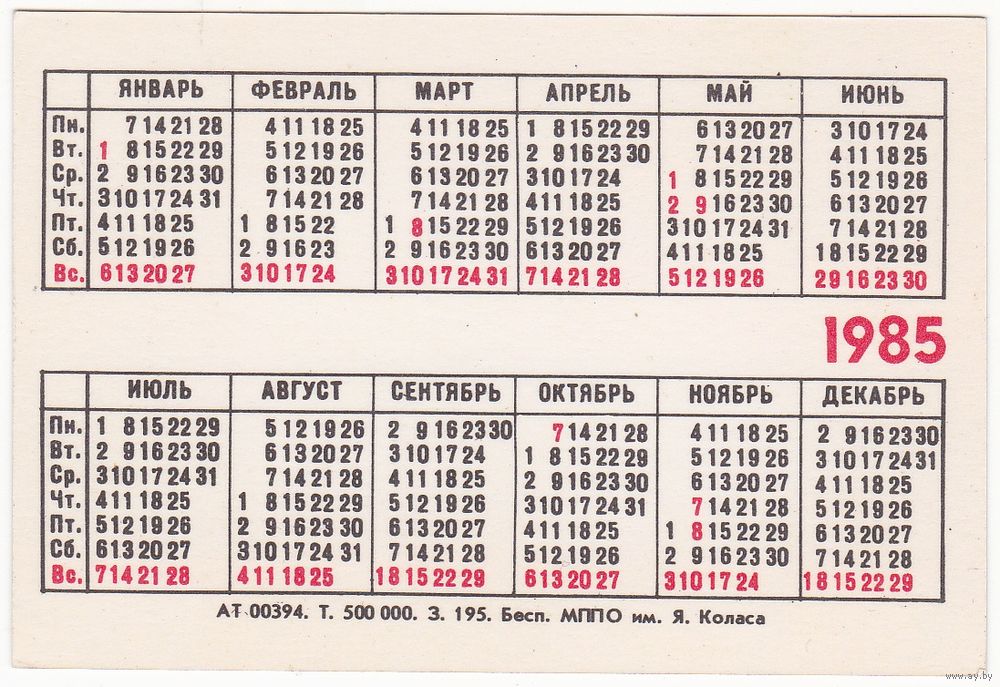 ЯНВАРЬ ФЕВРАЛЬ МАРТ АПРЕЛЬ МАЙ ИЮНЬ
Пн. 7 14 21 28 4 11 18 25 4 11 18 25 1 8 15 22 29 6 13 20 27 3 10 17 24
Вт. 1 8 15 22 29 5 12 19 26 5 12 19 26 2 9 16 23 30 7 14 21 28 4 11 18 25
Ср. 2 9 16 23 30 6 13 20 27 6 13 20 27 3 10 17 24 1 8 15 22 29 5 12 19 26
Чт. 3 10 17 24 31 7 14 21 28 7 14 21 28 4 11 18 25 2 9 16 23 30 6 13 20 27
Пт. 4 11 18 25 1 8 15 22 1 8 15 22 29 5 12 19 26 3 10 17 24 31 7 14 21 28
Сб. 5 12 19 26 2 9 16 23 2 9 16 23 30 6 13 20 27 4 11 18 25 1 8 15 22 29
Вс. 6 13 20 27 3 10 17 24 3 10 17 24 31 7 14 21 28 5 12 19 26 2 9 16 23 30
1985
ИЮЛЬ АВГУСТ СЕНТЯБРЬ ОКТЯБРЬ НОЯБРЬ ДЕКАБРЬ
Пн. 1 8 15 22 29 5 12 19 26 2 9 16 23 30 7 14 21 28 4 11 18 25 2 9 16 23 30
Вт. 2 9 16 23 30 6 13 20 27 3 10 17 24 1 8 15 22 29 5 12 19 26 3 10 17 24 31
Ср. 3 10 17 24 31 7 14 21 28 4 11 18 25 2 9 16 23 30 6 13 20 27 4 11 18 25
Чт. 4 11 18 25 1 8 15 22 29 5 12 19 26 3 10 17 24 31 7 14 21 28 5 12 19 26
Пт. 5 12 19 26 2 9 16 23 30 6 13 20 27 4 11 18 25 1 8 15 22 29 6 13 20 27
Сб. 6 13 20 27 3 10 17 24 31 7 14 21 28 5 12 19 26 2 9 16 23 30 7 14 21 28
Вс. 7 14 21 28 4 11 18 25 1 8 15 22 29 6 13 20 27 3 10 17 24 1 8 15 22 29
АТ 00394. Т. 500 000. З. 195. Бесп. МППО им. Я. Коласа
www.ay.by